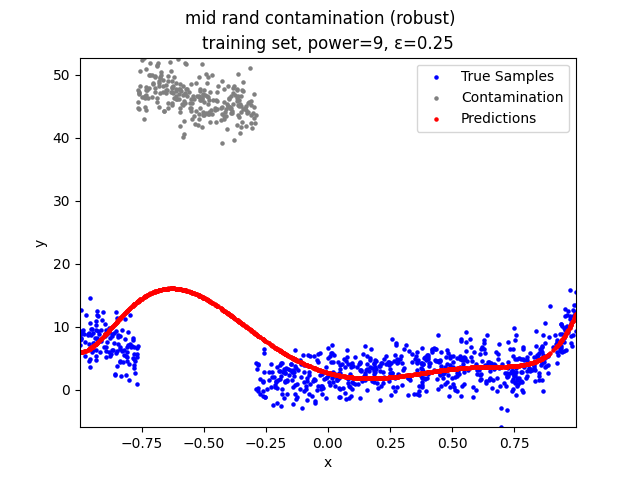 mid rand contamination (robust)
training set, power=9, ε=0.25
True Samples
Contamination
Predictions
50
40
30
20
10
0
y
−0.75
−0.50
−0.25
0.00
0.25
0.50
0.75
x